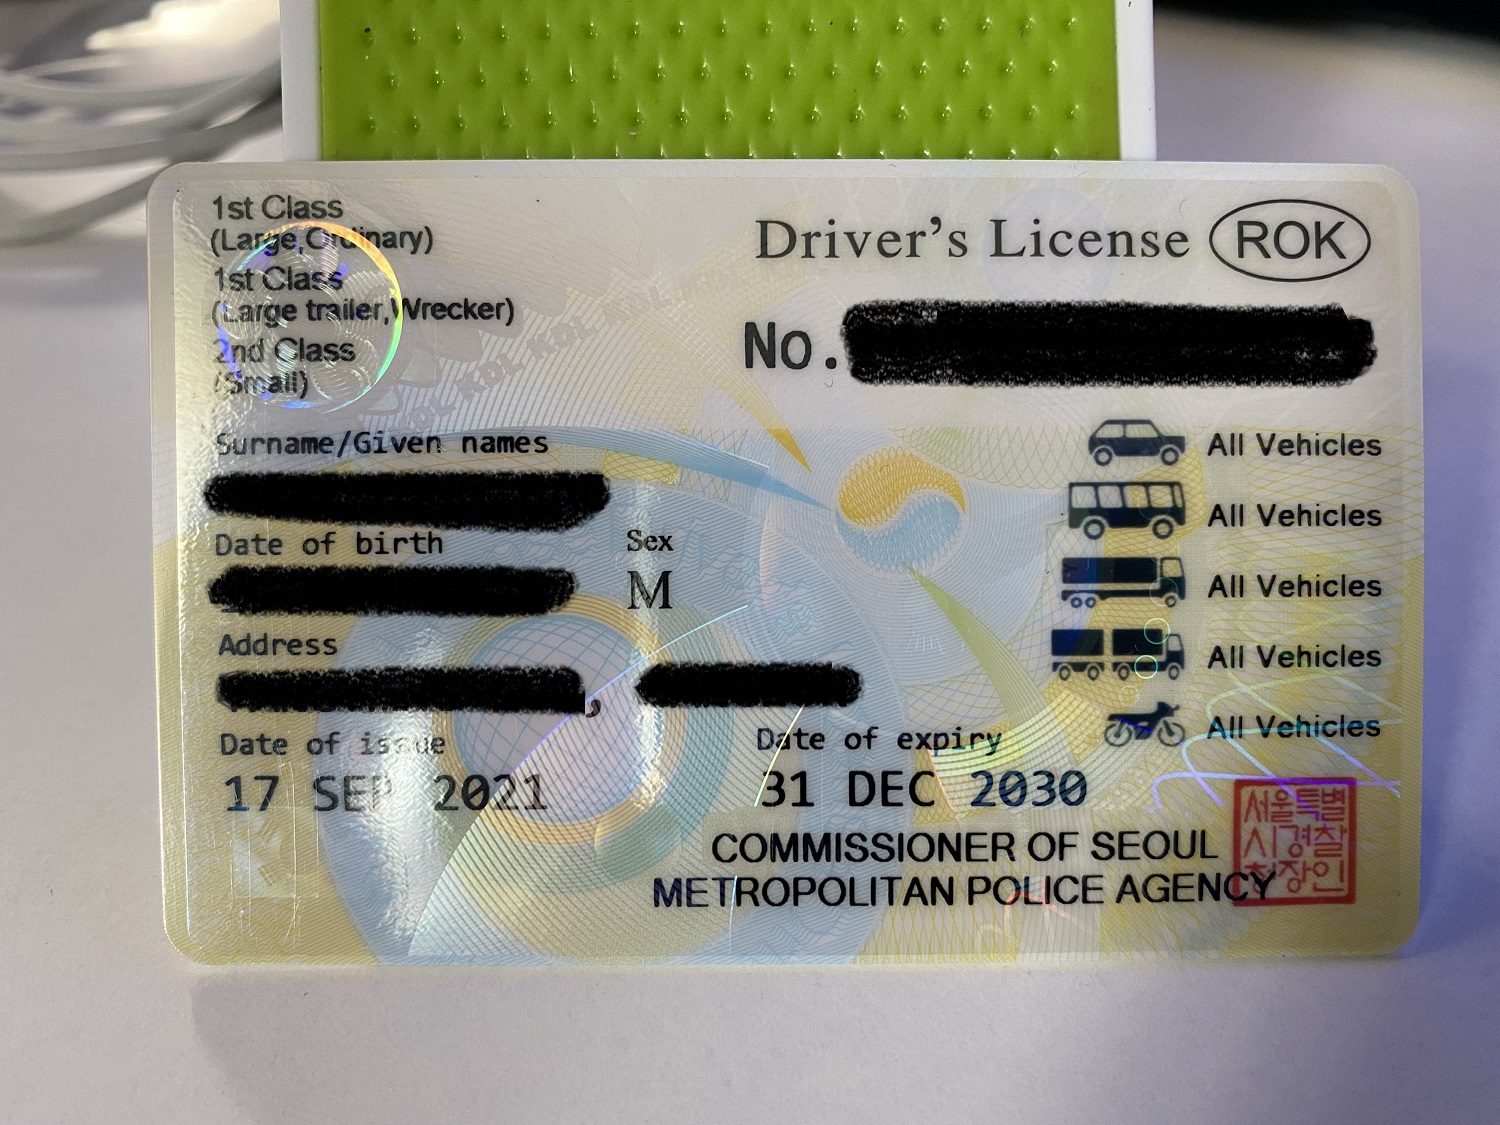 1st Class
(Large,Ordinary)
1st Class
(Large trailer,Wrecker)
2nd Class
(Small)
Driver's License ROK
No.
Surname/Given names
Date of birth
Sex
M
Address
,
Date of issue
17 SEP 2021
Date of expiry
31 DEC 2030
All Vehicles
All Vehicles
All Vehicles
All Vehicles
All Vehicles
COMMISSIONER OF SEOUL
METROPOLITAN POLICE AGENCY
서울특별
시경찰
청장인